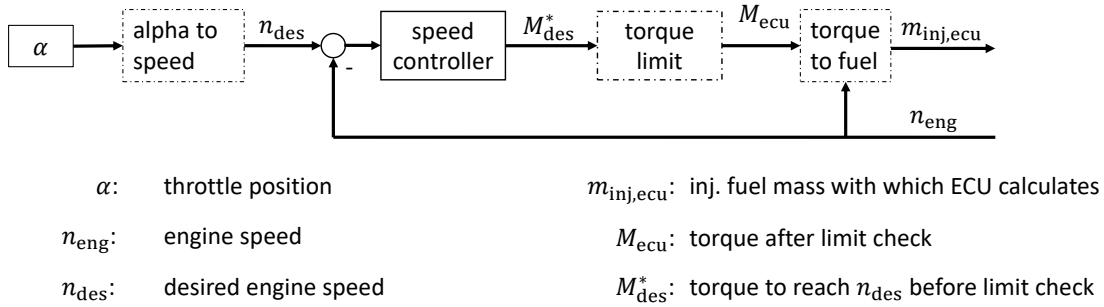 α
alpha to
speed
n_des
-
speed
controller
M*_des
torque
limit
M_ecu
torque
to fuel
m_inj,ecu
n_eng
α: throttle position
m_inj,ecu: inj. fuel mass with which ECU calculates
n_eng: engine speed
M_ecu: torque after limit check
n_des: desired engine speed
M*_des: torque to reach n_des before limit check